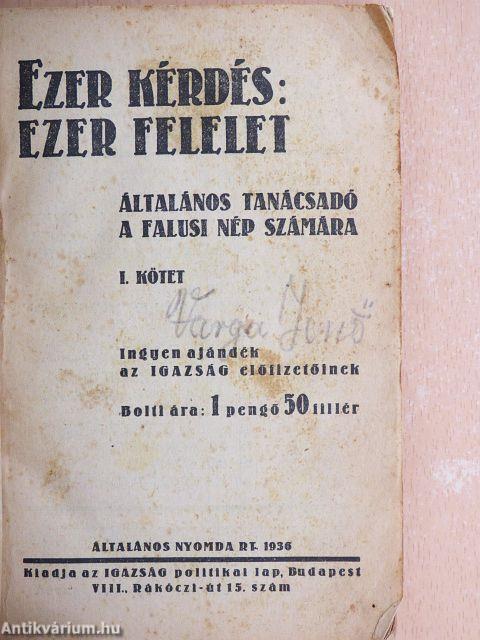 EZER KÉRDÉS:
EZER FELELET
ÁLTALÁNOS TANÁCSADÓ
A FALUSI NÉP SZÁMÁRA
I. KÖTET
Varga Jenő
Ingyen ajándék
az IGAZSÁG előfizetőinek
Bolti ára: 1 pengő 50 fillér
ÁLTALÁNOS NYOMDA RT. 1936
Kiadja az IGAZSÁG politikai lap, Budapest
VIII., Rákóczi-út 15. szám
Antikvárium.hu